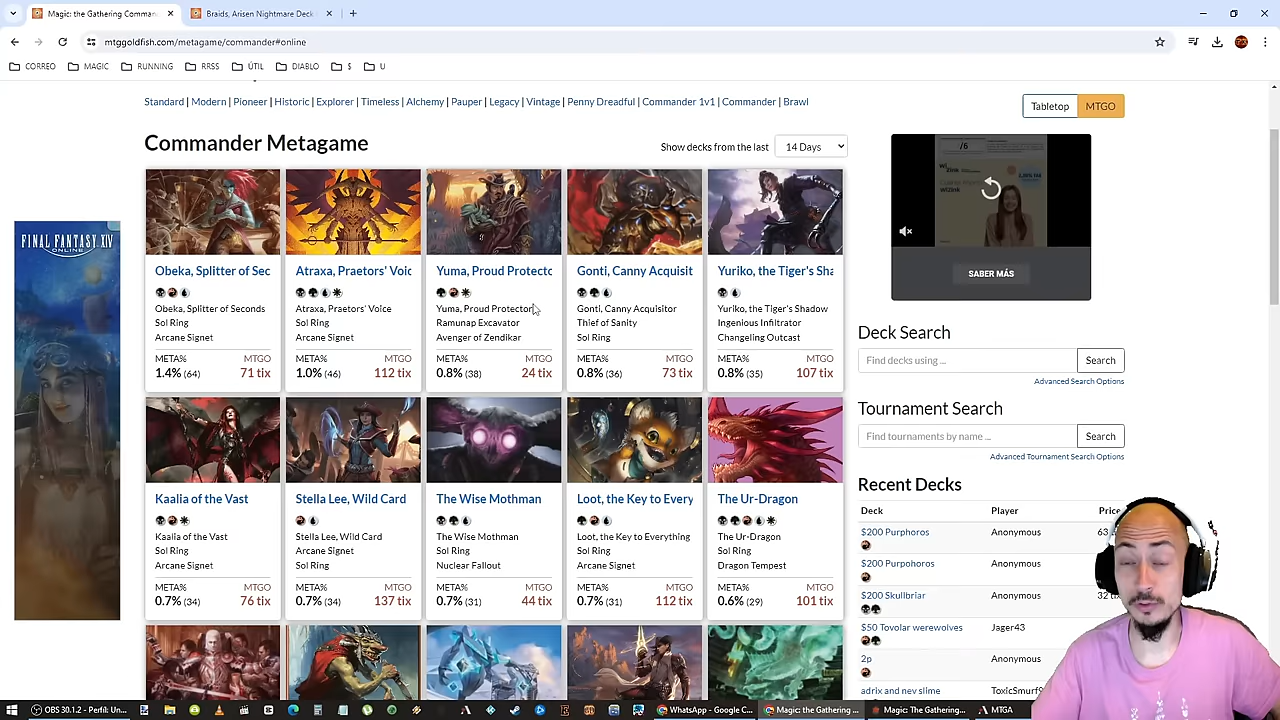 Magic: the Gathering Comman
Braids, Arisen Nightmare Deck
mtggoldfish.com/metagame/commander#online
CORREO MAGIC RUNNING RRSS ÚTIL DIABLO $ U
Standard | Modern | Pioneer | Historic | Explorer | Timeless | Alchemy | Pauper | Legacy | Vintage | Penny Dreadful | Commander 1v1 | Commander | Brawl
Tabletop MTGO
Commander Metagame
Show decks from the last 14 Days
FINAL FANTASY XIV
ONLINE
/6
wizink
SABER MÁS
Obeka, Splitter of Sec
Obeka, Splitter of Seconds
Sol Ring
Arcane Signet
META% MTGO
1.4% (64) 71 tix
Atraxa, Praetors' Voic
Atraxa, Praetors' Voice
Sol Ring
Arcane Signet
META% MTGO
1.0% (46) 112 tix
Yuma, Proud Protectc
Yuma, Proud Protector
Ramunap Excavator
Avenger of Zendikar
META% MTGO
0.8% (38) 24 tix
Gonti, Canny Acquisit
Gonti, Canny Acquisitor
Thief of Sanity
Sol Ring
META% MTGO
0.8% (36) 73 tix
Yuriko, the Tiger's Sha
Yuriko, the Tiger's Shadow
Ingenious Infiltrator
Changeling Outcast
META% MTGO
0.8% (35) 107 tix
Kaalia of the Vast
Kaalia of the Vast
Sol Ring
Arcane Signet
META% MTGO
0.7% (34) 76 tix
Stella Lee, Wild Card
Stella Lee, Wild Card
Arcane Signet
Sol Ring
META% MTGO
0.7% (34) 137 tix
The Wise Mothman
The Wise Mothman
Sol Ring
Nuclear Fallout
META% MTGO
0.7% (31) 44 tix
Loot, the Key to Every
Loot, the Key to Everything
Sol Ring
Arcane Signet
META% MTGO
0.7% (31) 112 tix
The Ur-Dragon
The Ur-Dragon
Sol Ring
Dragon Tempest
META% MTGO
0.6% (29) 101 tix
Deck Search
Find decks using ... Search
Advanced Search Options
Tournament Search
Find tournaments by name ... Search
Advanced Tournament Search Options
Recent Decks
Deck Player Pric
$200 Purphoros Anonymous 63
$200 Purpohoros Anonymous
$200 Skullbriar Anonymous 32 t
$50 Tovolar werewolves Jager43
2p Anonymous
adrix and nev slime ToxicSmurf
OBS 30.1.2 - Perfil: Un...
WhatsApp - Google C...
Magic: the Gathering ...
Magic: The Gathering...
MTGA